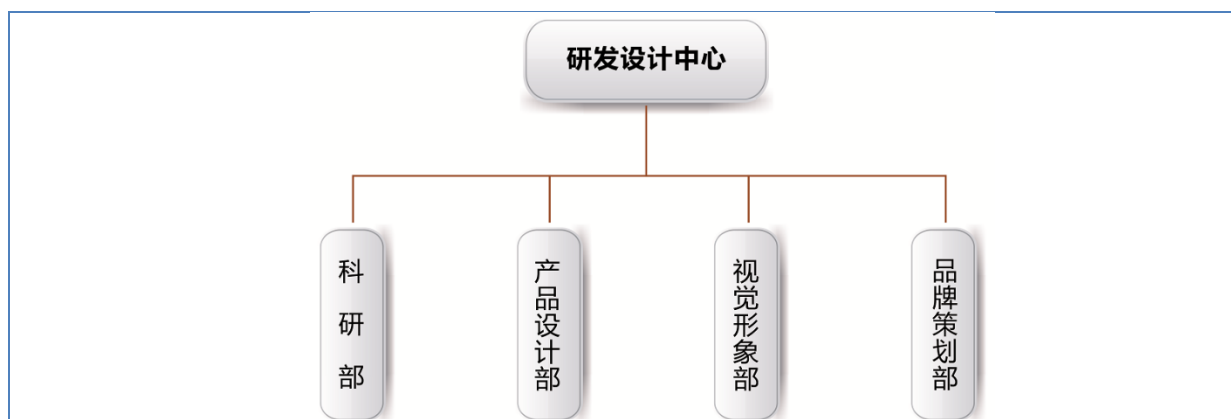 研发设计中心
科研部
产品设计部
视觉形象部
品牌策划部